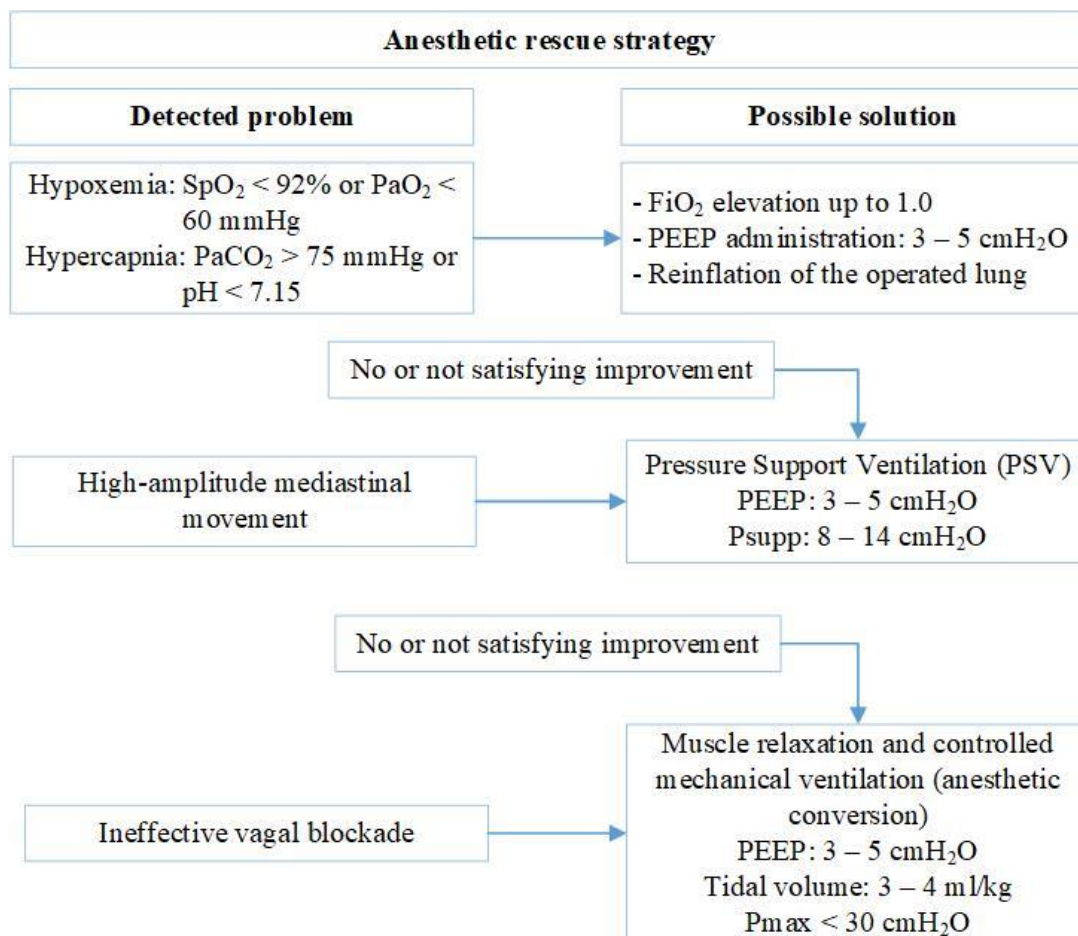 Anesthetic rescue strategy
Detected problem
Possible solution
Hypoxemia: SpO₂ < 92% or PaO₂ <
60 mmHg
Hypercapnia: PaCO₂ > 75 mmHg or
pH < 7.15
- FiO₂ elevation up to 1.0
- PEEP administration: 3 – 5 cmH₂O
- Reinflation of the operated lung
No or not satisfying improvement
High-amplitude mediastinal
movement
Pressure Support Ventilation (PSV)
PEEP: 3 – 5 cmH₂O
Psupp: 8 – 14 cmH₂O
No or not satisfying improvement
Ineffective vagal blockade
Muscle relaxation and controlled
mechanical ventilation (anesthetic
conversion)
PEEP: 3 – 5 cmH₂O
Tidal volume: 3 – 4 ml/kg
Pmax < 30 cmH₂O